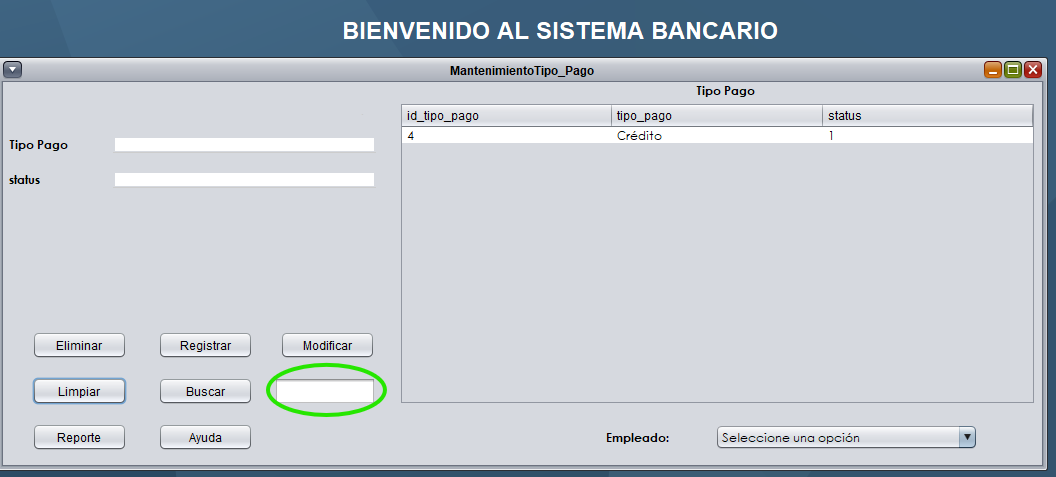 BIENVENIDO AL SISTEMA BANCARIO
MantenimientoTipo_Pago
Tipo Pago
id_tipo_pago tipo_pago status
4 Crédito 1
Tipo Pago
status
Eliminar Registrar Modificar
Limpiar Buscar
Reporte Ayuda
Empleado: Seleccione una opción